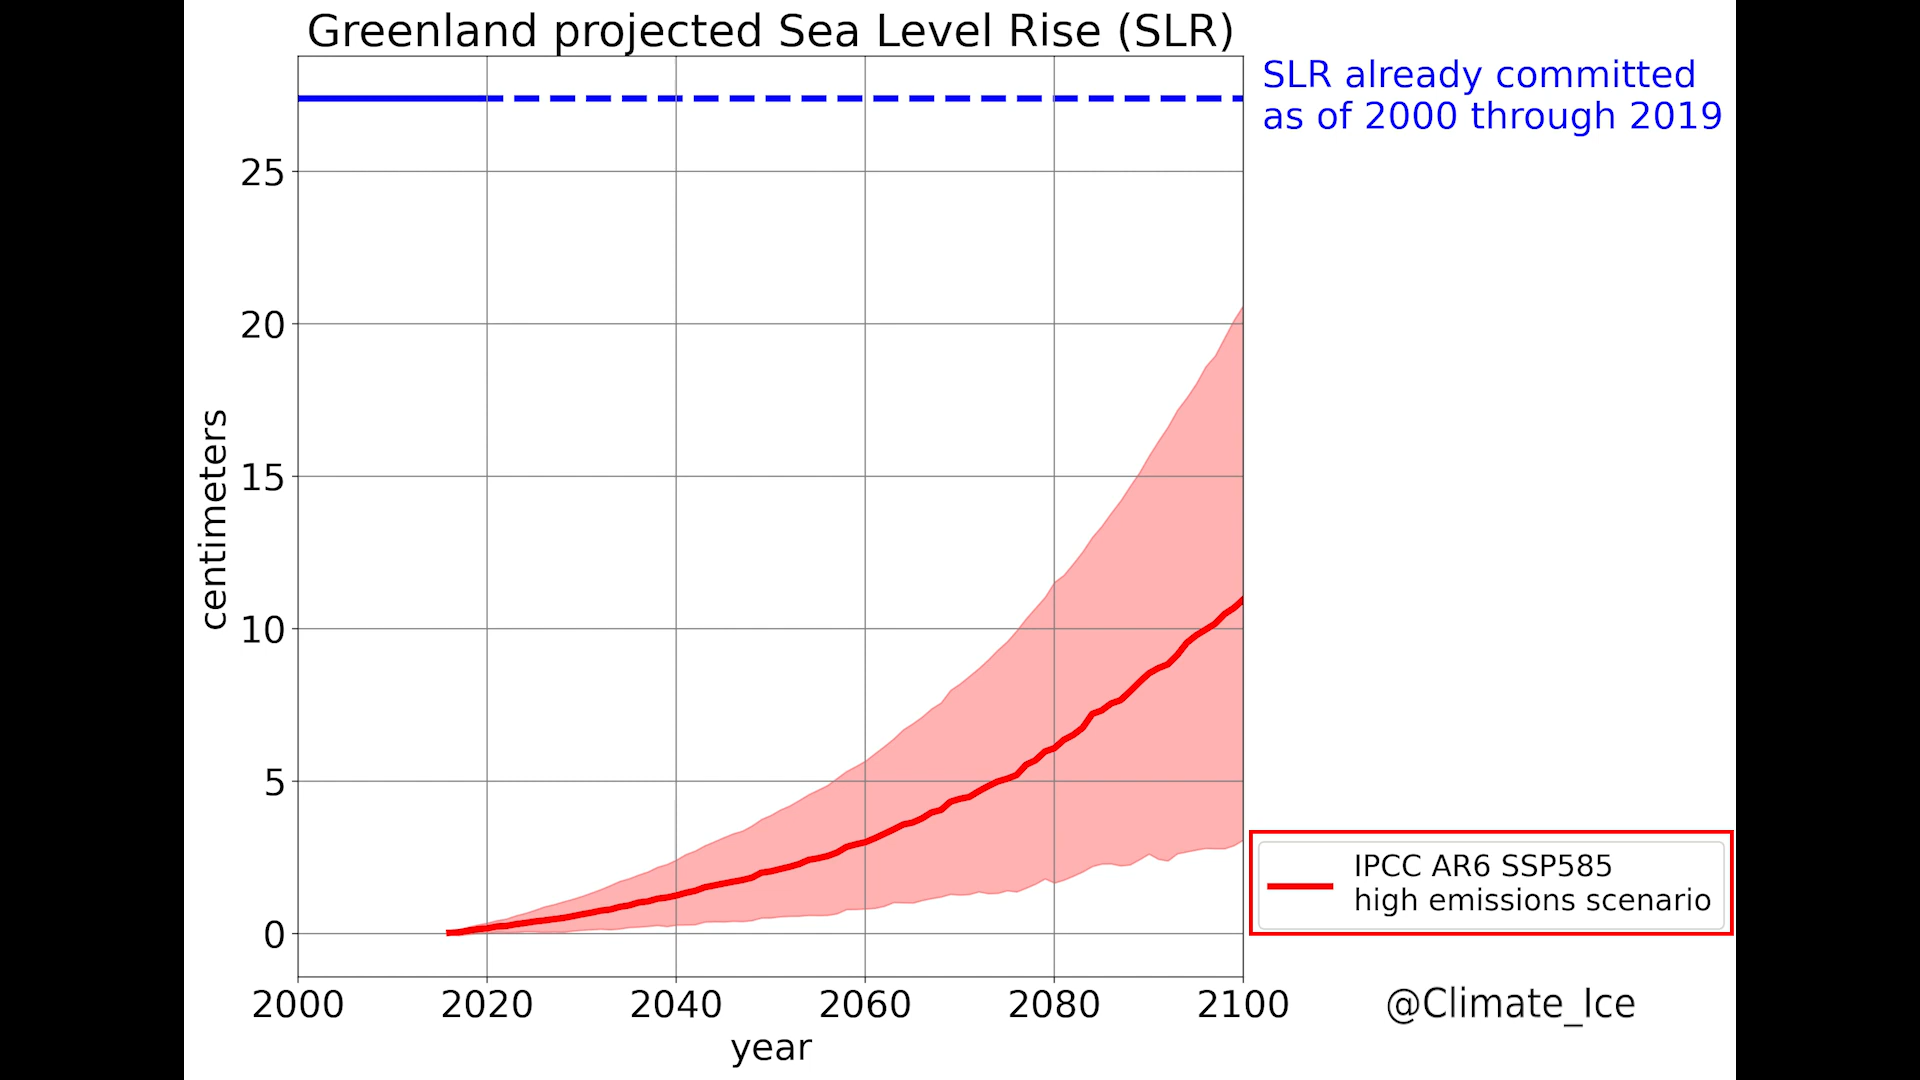 Greenland projected Sea Level Rise (SLR)
SLR already committed
as of 2000 through 2019
25
20
15
10
5
0
centimeters
2000 2020 2040 2060 2080 2100
year
IPCC AR6 SSP585
high emissions scenario
@Climate_Ice